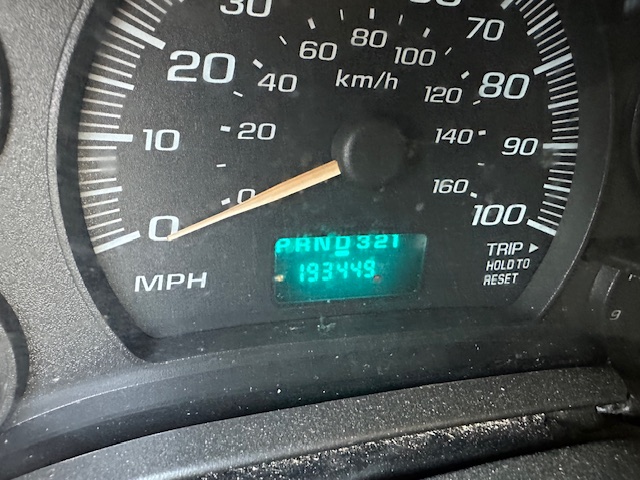 30 70
60 80 100
20 40 km/h 120 80
10 20 140 90
0 0 160 100
PRND321
193449
TRIP ▶
HOLD TO
RESET
MPH